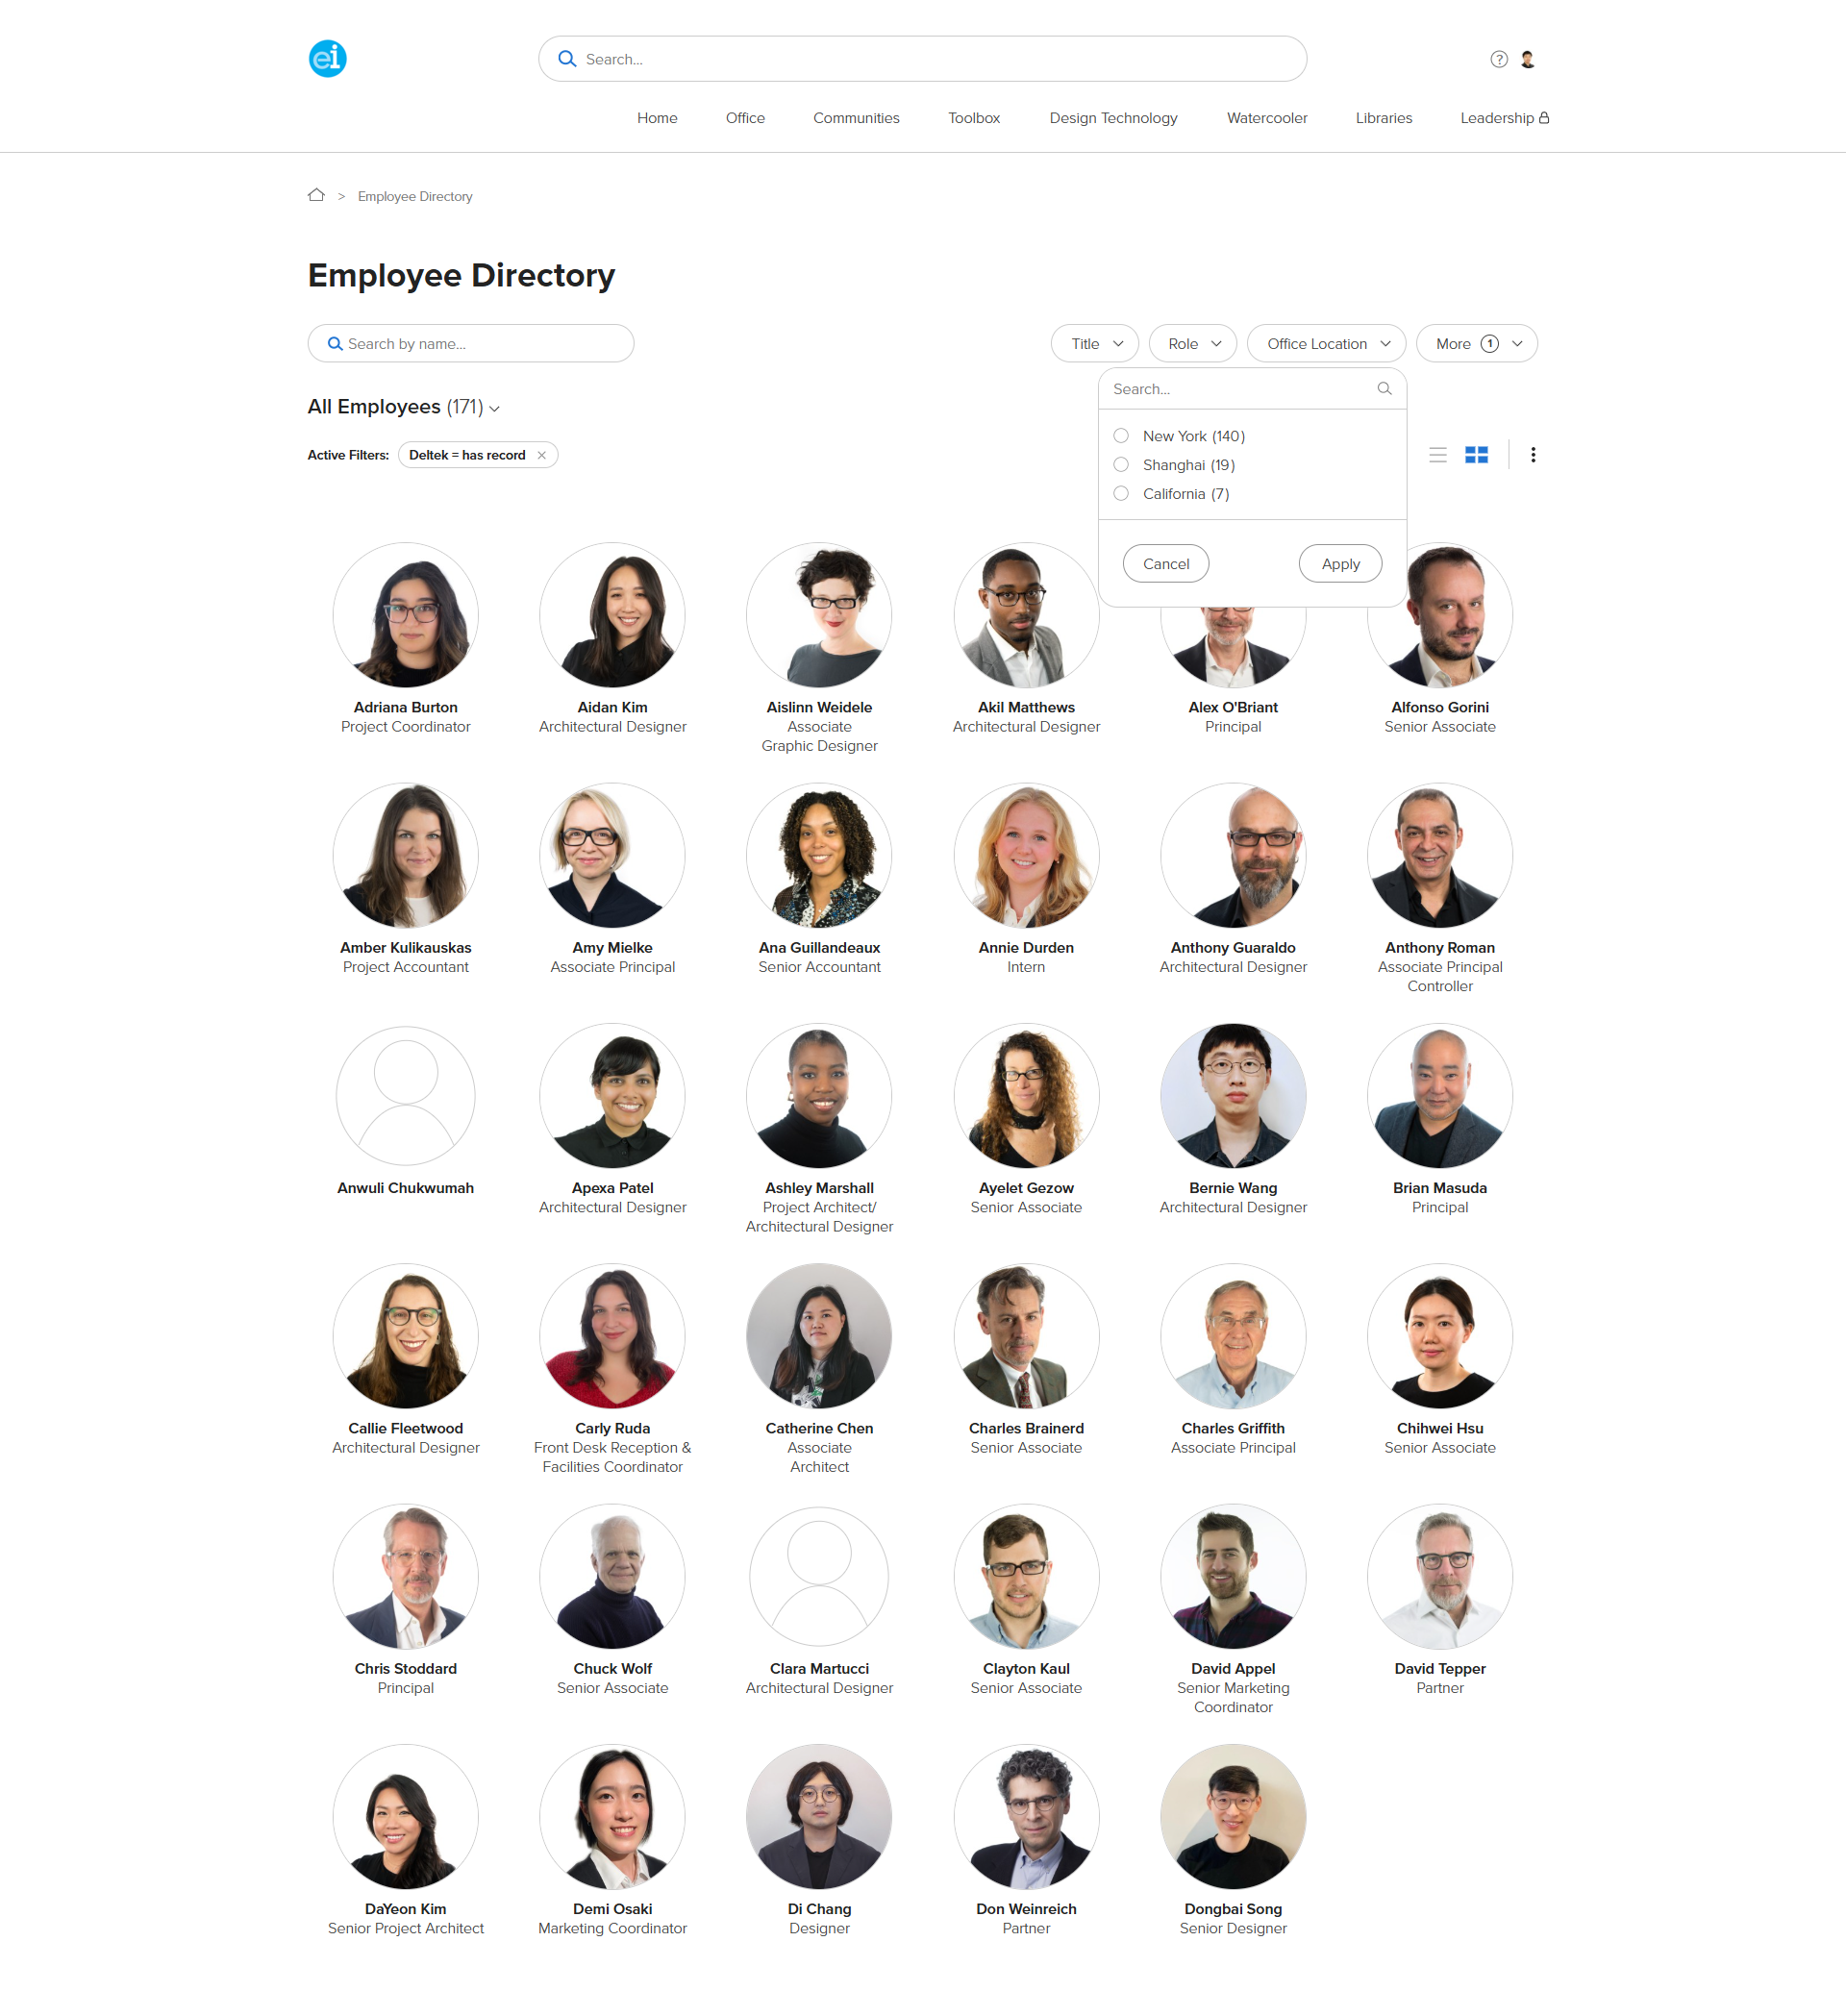 ei
Search...
?
Home Office Communities Toolbox Design Technology Watercooler Libraries Leadership
> Employee Directory
Employee Directory
Search by name...
Title Role Office Location More 1
All Employees (171)
Active Filters: Deltek = has record ×
Search...
New York (140)
Shanghai (19)
California (7)
Cancel Apply
Adriana Burton
Project Coordinator
Aidan Kim
Architectural Designer
Aislinn Weidele
Associate
Graphic Designer
Akil Matthews
Architectural Designer
Alex O'Briant
Principal
Alfonso Gorini
Senior Associate
Amber Kulikauskas
Project Accountant
Amy Mielke
Associate Principal
Ana Guillandeaux
Senior Accountant
Annie Durden
Intern
Anthony Guaraldo
Architectural Designer
Anthony Roman
Associate Principal
Controller
Anwuli Chukwumah
Apexa Patel
Architectural Designer
Ashley Marshall
Project Architect/
Architectural Designer
Ayelet Gezow
Senior Associate
Bernie Wang
Architectural Designer
Brian Masuda
Principal
Callie Fleetwood
Architectural Designer
Carly Ruda
Front Desk Reception &
Facilities Coordinator
Catherine Chen
Associate
Architect
Charles Brainerd
Senior Associate
Charles Griffith
Associate Principal
Chihwei Hsu
Senior Associate
Chris Stoddard
Principal
Chuck Wolf
Senior Associate
Clara Martucci
Architectural Designer
Clayton Kaul
Senior Associate
David Appel
Senior Marketing
Coordinator
David Tepper
Partner
DaYeon Kim
Senior Project Architect
Demi Osaki
Marketing Coordinator
Di Chang
Designer
Don Weinreich
Partner
Dongbai Song
Senior Designer